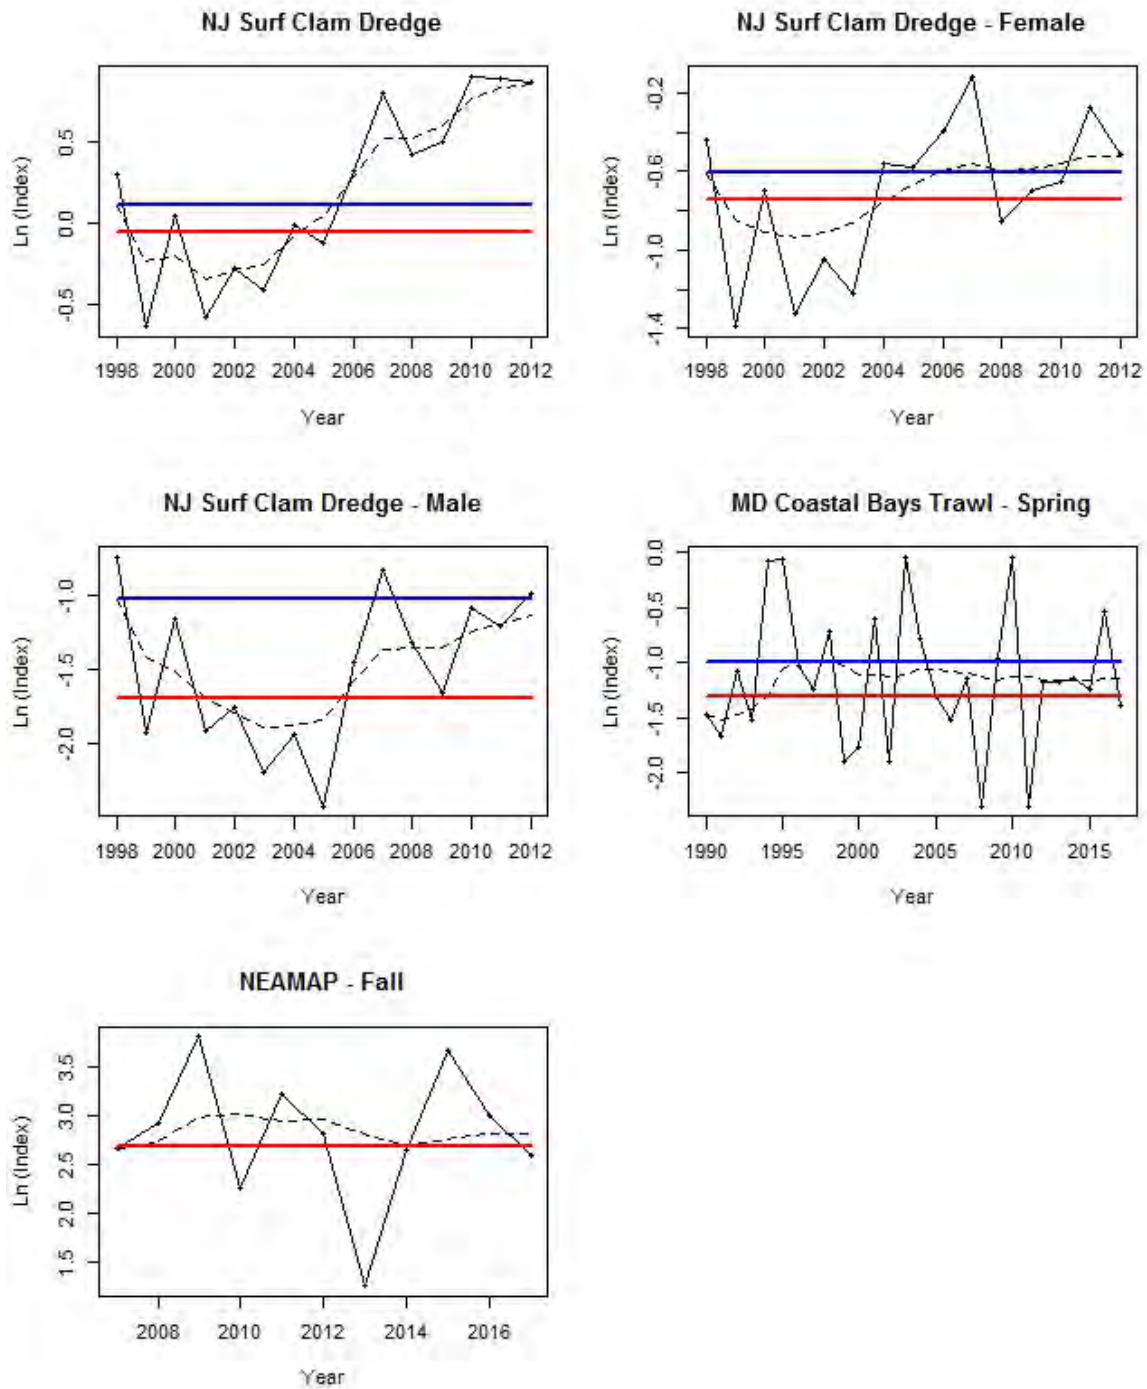 NJ Surf Clam Dredge
Ln (Index)
0.5
0.0
-0.5
1998 2000 2002 2004 2006 2008 2010 2012
Year
NJ Surf Clam Dredge - Female
Ln (Index)
-0.2
-0.6
-1.0
-1.4
1998 2000 2002 2004 2006 2008 2010 2012
Year
NJ Surf Clam Dredge - Male
Ln (Index)
-1.0
-1.5
-2.0
1998 2000 2002 2004 2006 2008 2010 2012
Year
MD Coastal Bays Trawl - Spring
Ln (Index)
0.0
-0.5
-1.0
-1.5
-2.0
1990 1995 2000 2005 2010 2015
Year
NEAMAP - Fall
Ln (Index)
3.5
3.0
2.5
2.0
1.5
2008 2010 2012 2014 2016
Year